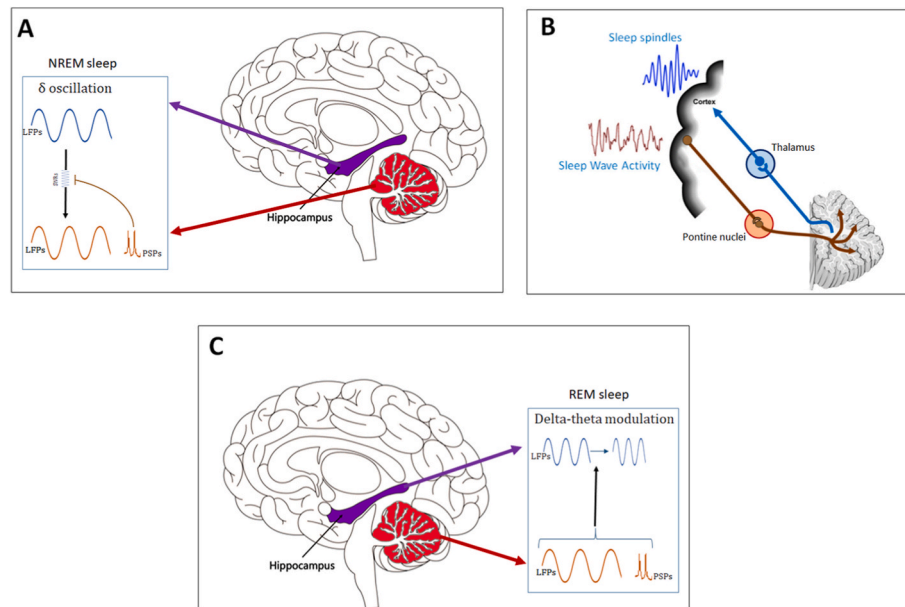 A
NREM sleep
δ oscillation
LFPs
LFPs
PSPs
Hippocampus
B
Sleep spindles
Cortex
Sleep Wave Activity
Thalamus
Pontine nuclei
C
REM sleep
Delta-theta modulation
LFPs
LFPs
PSPs
Hippocampus